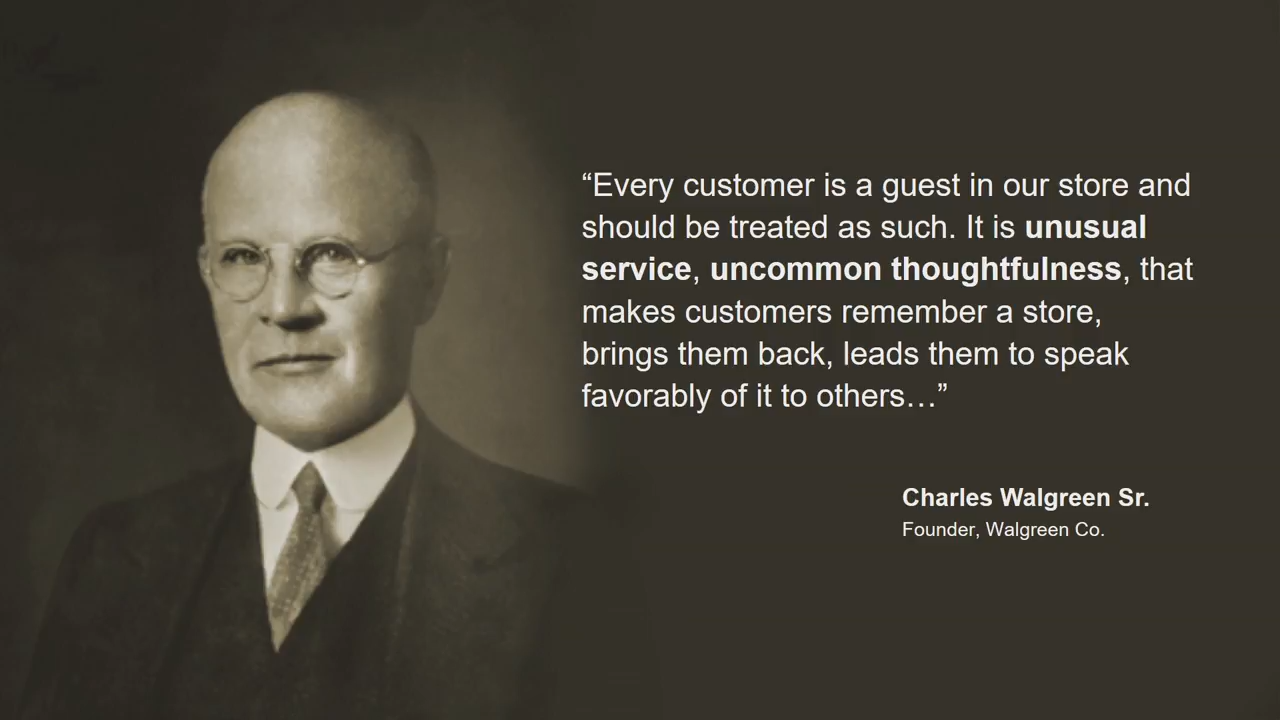 “Every customer is a guest in our store and
should be treated as such. It is unusual
service, uncommon thoughtfulness, that
makes customers remember a store,
brings them back, leads them to speak
favorably of it to others…”
Charles Walgreen Sr.
Founder, Walgreen Co.